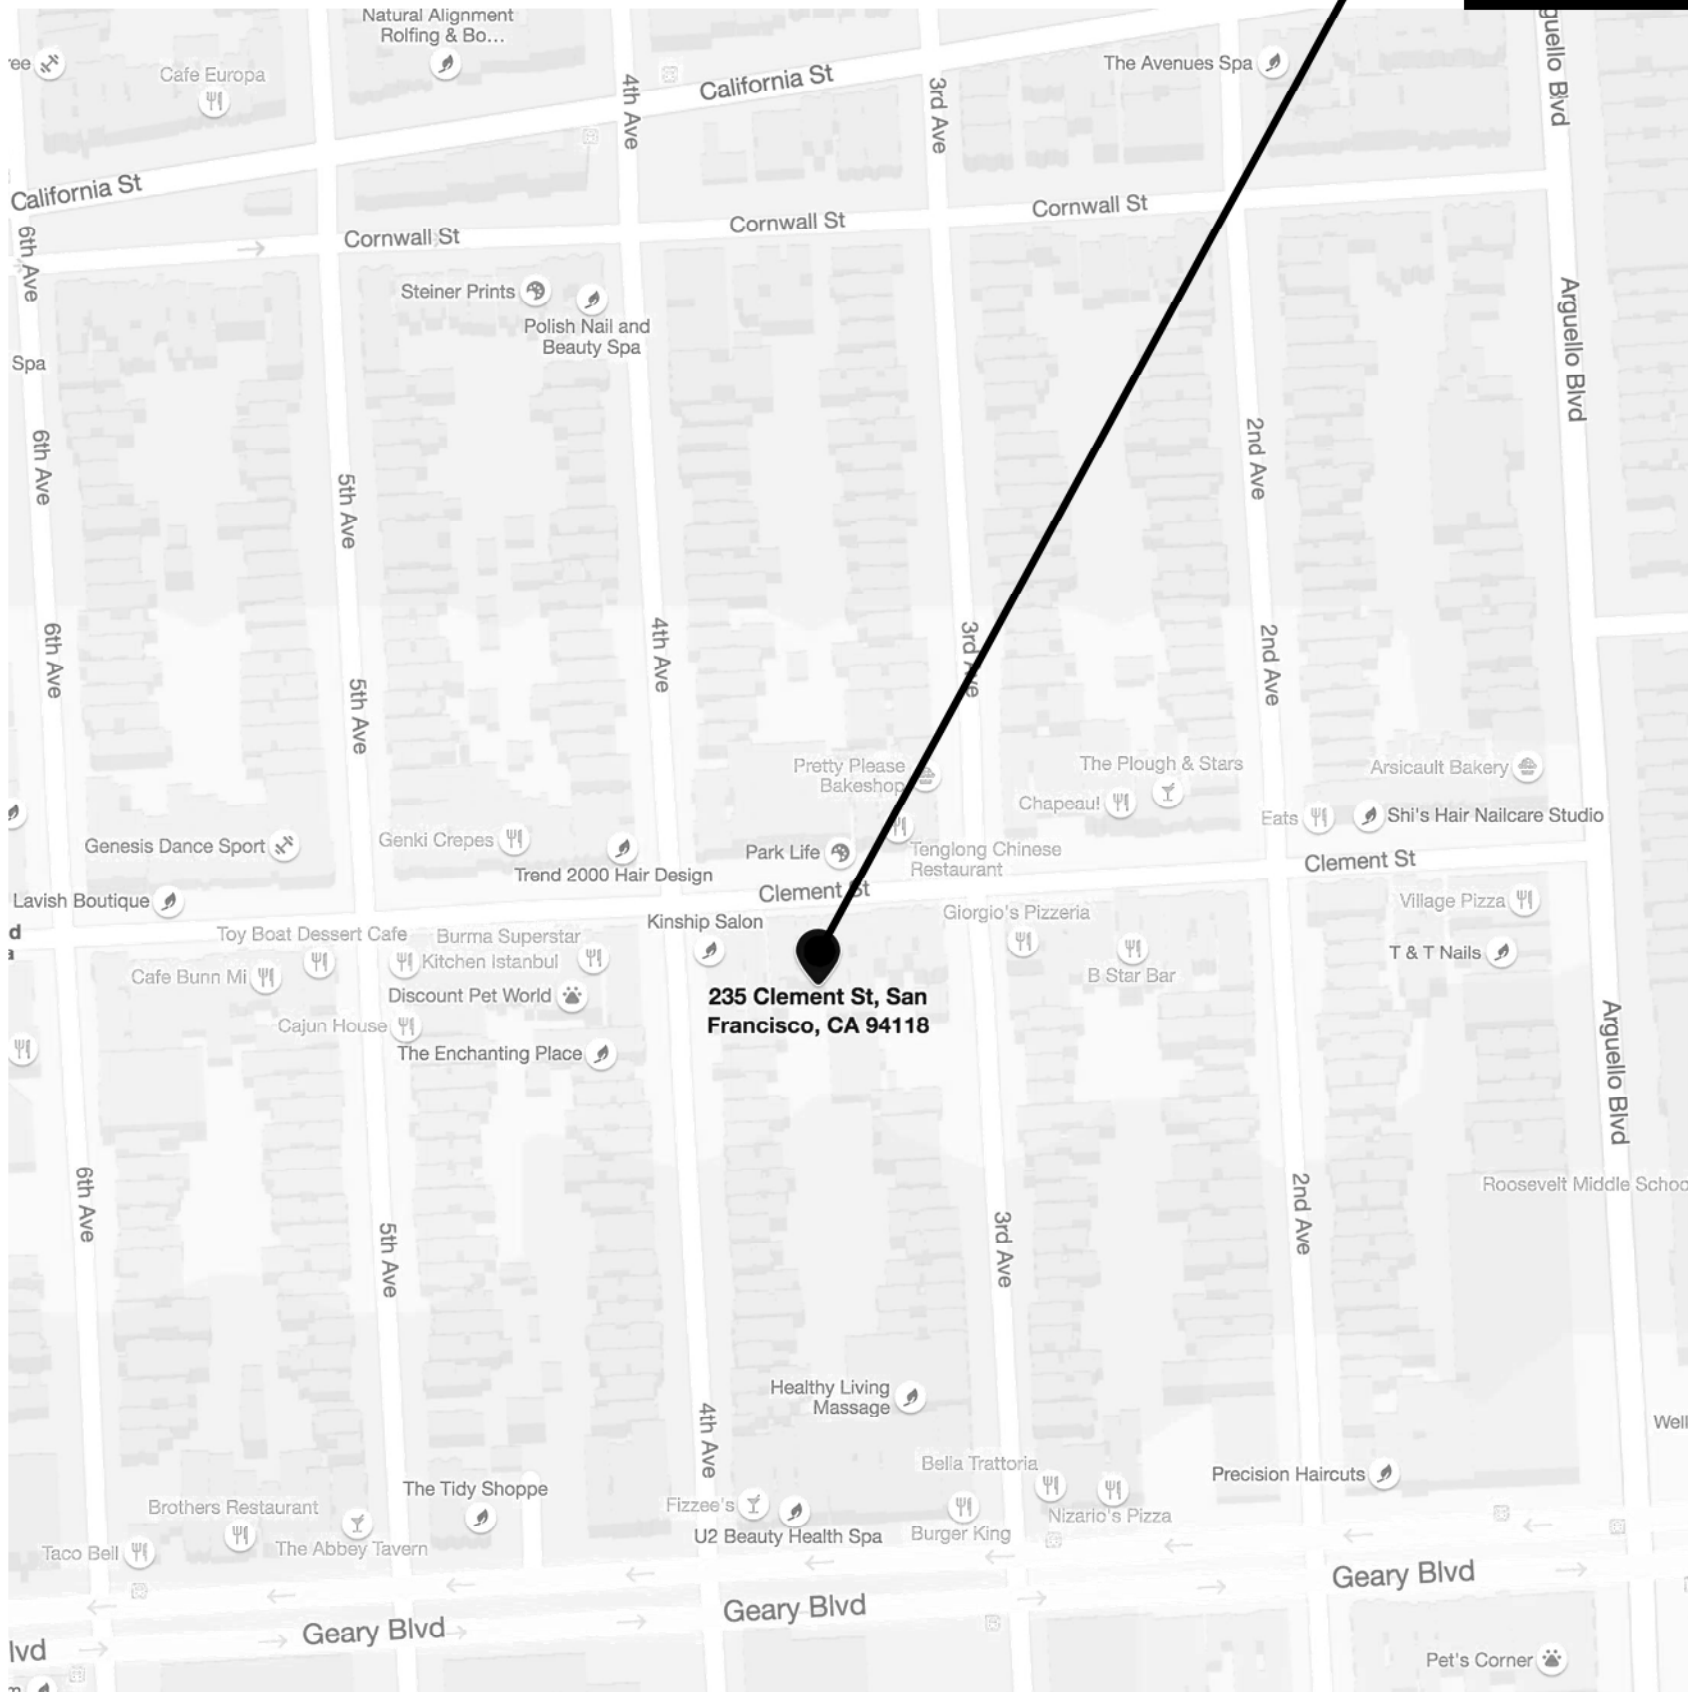 Natural Alignment
Rolfing & Bo...
ree
Cafe Europa
The Avenues Spa
guello Blvd
California St
4th Ave
3rd Ave
California St
Cornwall St
Cornwall St
Cornwall St
6th Ave
Steiner Prints
Polish Nail and
Beauty Spa
Arguello Blvd
Spa
6th Ave
5th Ave
2nd Ave
6th Ave
5th Ave
4th Ave
3rd Ave
2nd Ave
Pretty Please
Bakeshop
The Plough & Stars
Arsicault Bakery
Chapeau!
Eats
Shi's Hair Nailcare Studio
Genesis Dance Sport
Genki Crepes
Trend 2000 Hair Design
Park Life
Tenglong Chinese
Restaurant
Clement St
Clement St
Lavish Boutique
Kinship Salon
Giorgio's Pizzeria
Village Pizza
d
a
Toy Boat Dessert Cafe
Burma Superstar
Kitchen Istanbul
Cafe Bunn Mi
B Star Bar
T & T Nails
Discount Pet World
235 Clement St, San
Francisco, CA 94118
Cajun House
The Enchanting Place
Arguello Blvd
6th Ave
5th Ave
3rd Ave
2nd Ave
Roosevelt Middle Schoo
Healthy Living
Massage
4th Ave
Well
Bella Trattoria
Precision Haircuts
The Tidy Shoppe
Brothers Restaurant
Fizzee's
Nizario's Pizza
U2 Beauty Health Spa
Burger King
Taco Bell
The Abbey Tavern
Geary Blvd
Geary Blvd
Geary Blvd
lvd
Pet's Corner